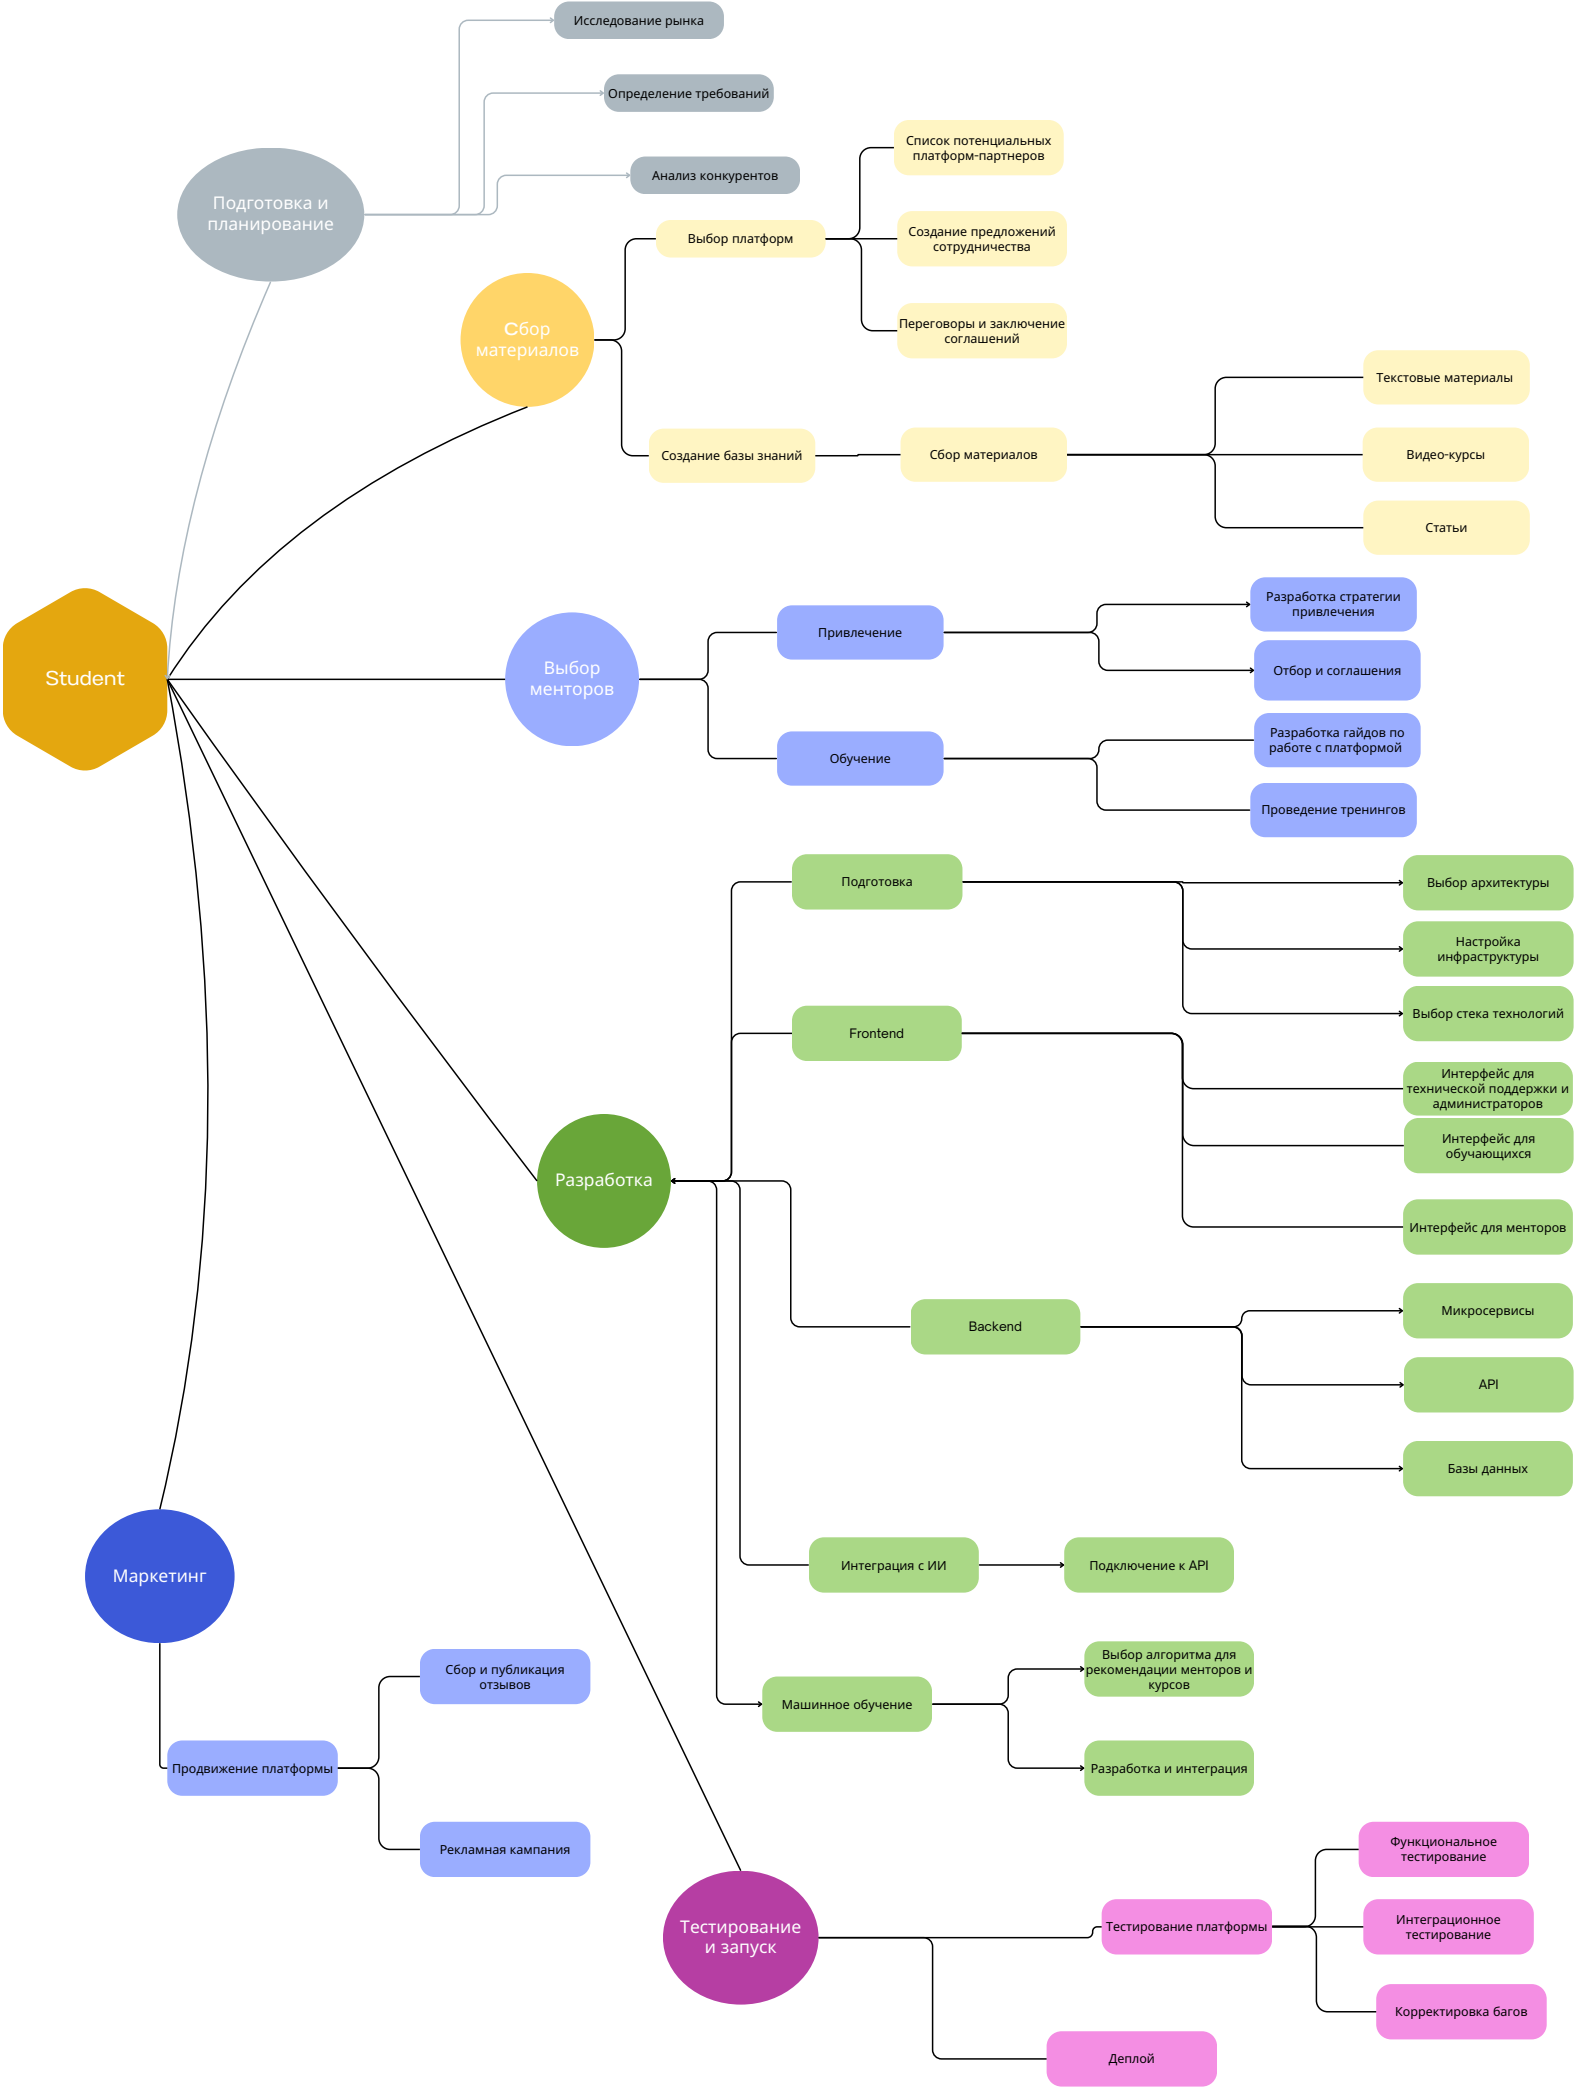 Исследование рынка
Определение требований
Анализ конкурентов
Подготовка и
планирование
Список потенциальных
платформ-партнеров
Выбор платформ
Создание предложений
сотрудничества
Переговоры и заключение
соглашений
Сбор
материалов
Текстовые материалы
Создание базы знаний
Сбор материалов
Видео-курсы
Статьи
Student
Выбор
менторов
Привлечение
Разработка стратегии
привлечения
Отбор и соглашения
Обучение
Разработка гайдов по
работе с платформой
Проведение тренингов
Подготовка
Выбор архитектуры
Настройка
инфраструктуры
Выбор стека технологий
Frontend
Интерфейс для
технической поддержки и
администраторов
Интерфейс для
обучающихся
Интерфейс для менторов
Разработка
Backend
Микросервисы
API
Базы данных
Интеграция с ИИ
Подключение к API
Машинное обучение
Выбор алгоритма для
рекомендации менторов и
курсов
Разработка и интеграция
Маркетинг
Сбор и публикация
отзывов
Продвижение платформы
Рекламная кампания
Тестирование
и запуск
Тестирование платформы
Функциональное
тестирование
Интеграционное
тестирование
Корректировка багов
Деплой